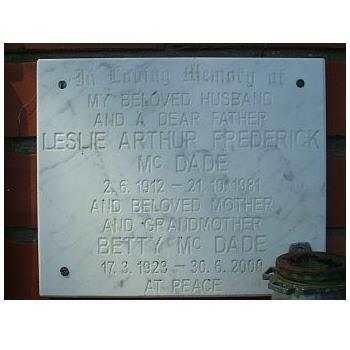 In Loving Memory of
MY BELOVED HUSBAND
AND A DEAR FATHER
LESLIE ARTHUR FREDERICK
MC DADE
2. 6. 1912 — 21. 10. 1981
AND BELOVED MOTHER
AND GRANDMOTHER
BETTY MC DADE
17. 3. 1923 — 30. 6. 2000
AT PEACE